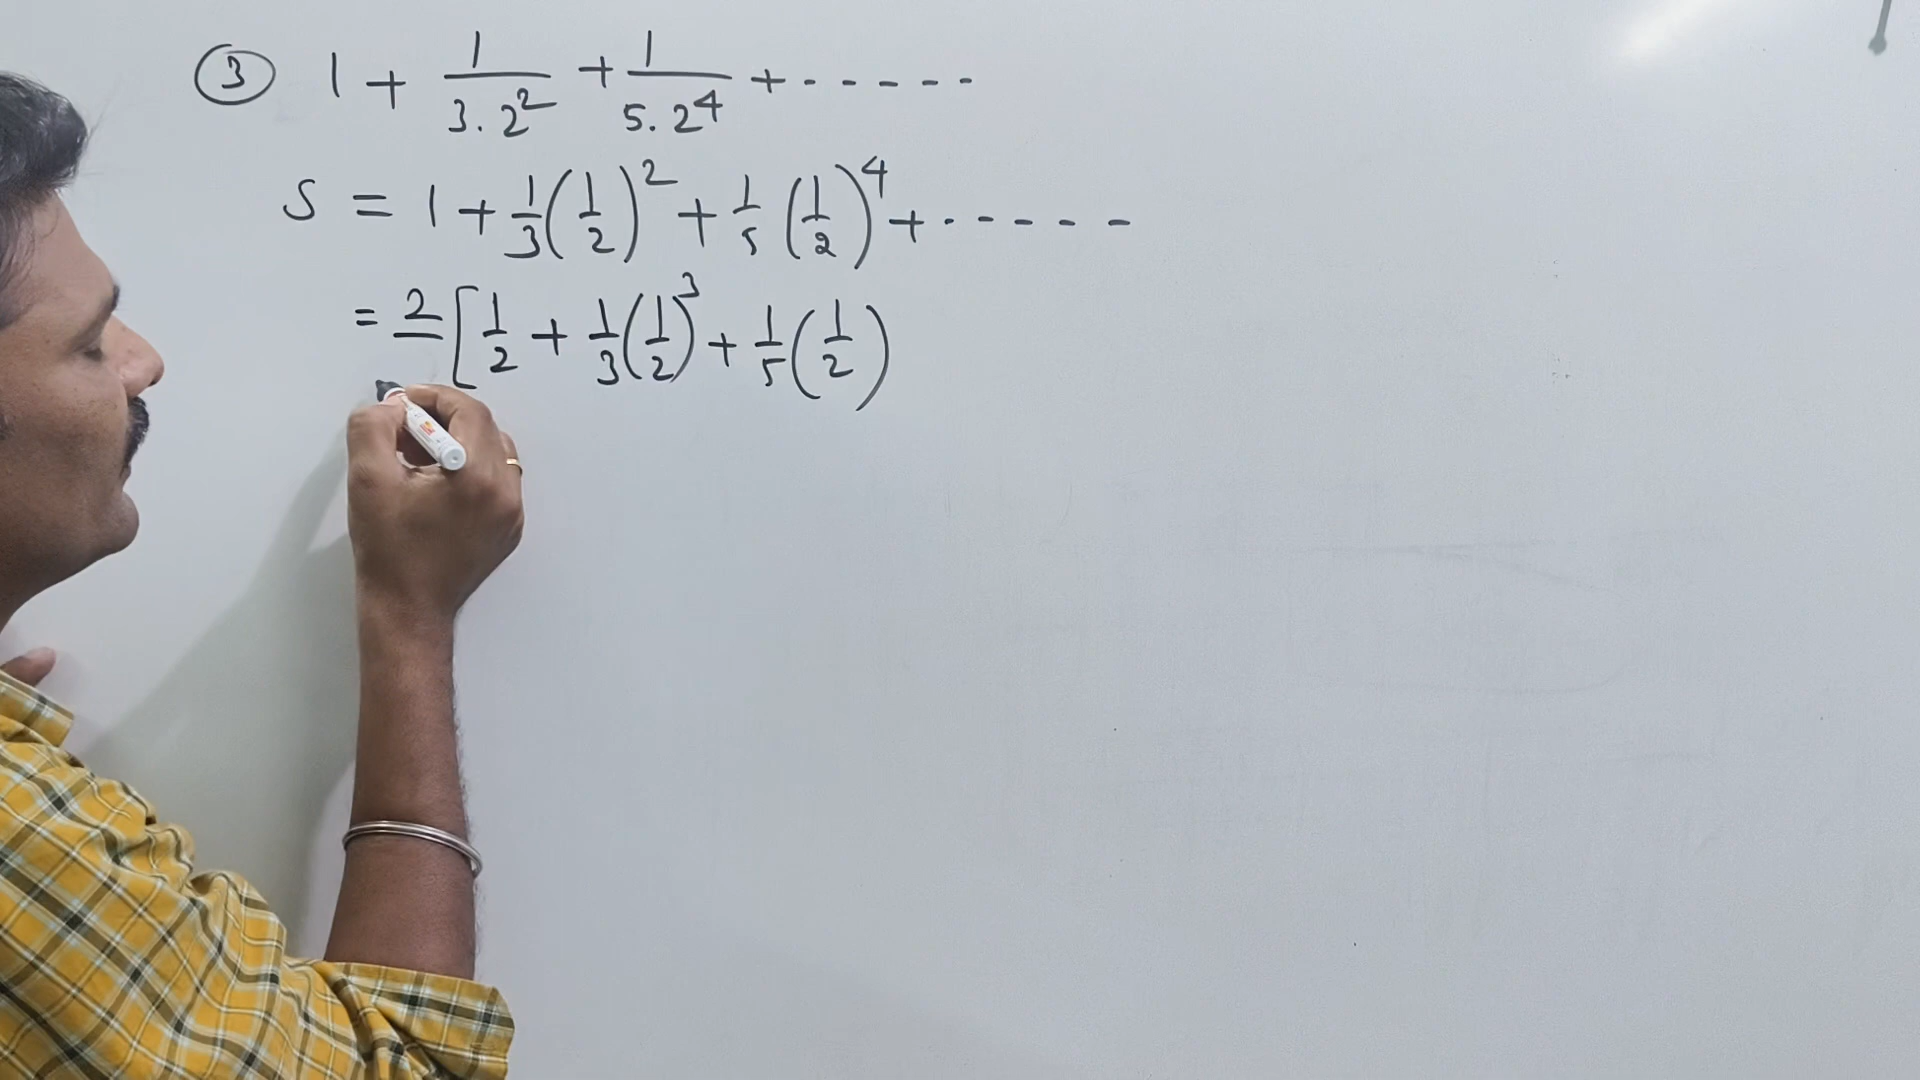 ③ 1 + 1/(3.2²) + 1/(5.2⁴) + ------
S = 1 + 1/3 (1/2)² + 1/5 (1/2)⁴ + -----
= 2 [ 1/2 + 1/3 (1/2)³ + 1/5 (1/2)